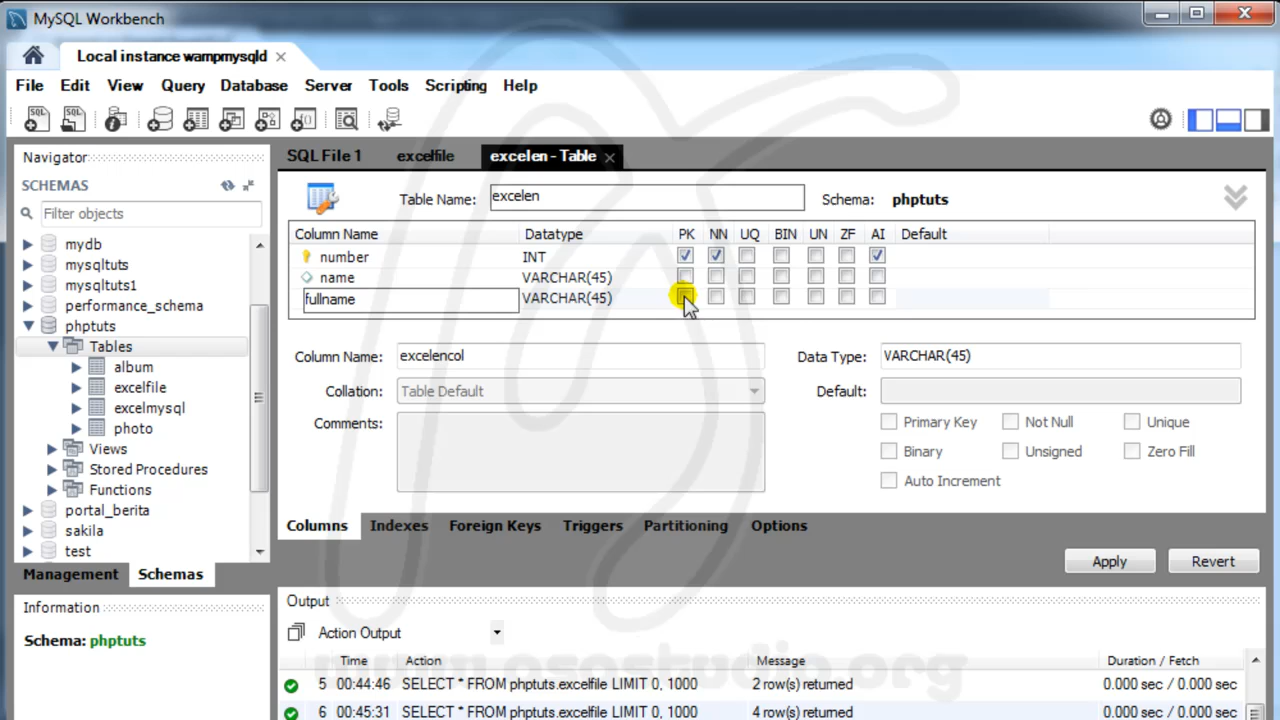 MySQL Workbench
Local instance wampmysqld
File Edit View Query Database Server Tools Scripting Help
Navigator
SCHEMAS
Filter objects
mydb
mysqltuts
mysqltuts1
performance_schema
phptuts
Tables
album
excelfile
excelmysql
photo
Views
Stored Procedures
Functions
portal_berita
sakila
test
Management Schemas
Information
Schema: phptuts
SQL File 1 excelfile excelen - Table
Table Name: excelen Schema: phptuts
Column Name Datatype PK NN UQ BIN UN ZF AI Default
number INT
name VARCHAR(45)
fullname VARCHAR(45)
Column Name: excelencol Data Type: VARCHAR(45)
Collation: Table Default Default:
Comments: Primary Key Not Null Unique
Binary Unsigned Zero Fill
Auto Increment
Columns Indexes Foreign Keys Triggers Partitioning Options
Apply Revert
Output
Action Output
Time Action Message Duration / Fetch
5 00:44:46 SELECT * FROM phptuts.excelfile LIMIT 0, 1000 2 row(s) returned 0.000 sec / 0.000 sec
6 00:45:31 SELECT * FROM phptuts.excelfile LIMIT 0, 1000 4 row(s) returned 0.000 sec / 0.000 sec